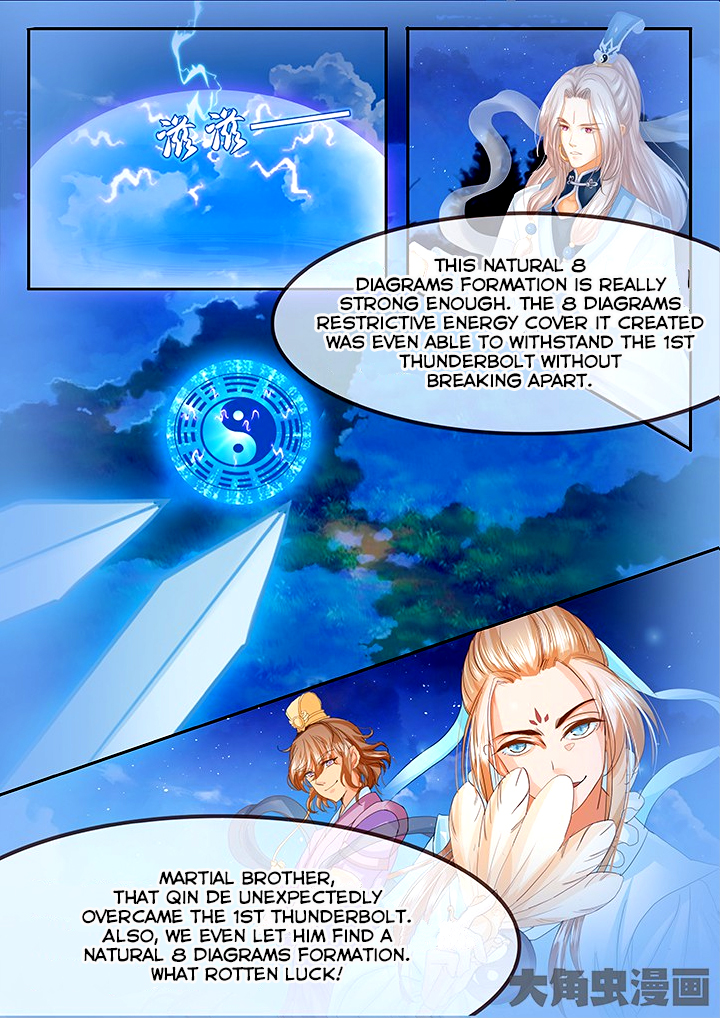 滋滋——
THIS NATURAL 8
DIAGRAMS FORMATION IS REALLY
STRONG ENOUGH. THE 8 DIAGRAMS
RESTRICTIVE ENERGY COVER IT CREATED
WAS EVEN ABLE TO WITHSTAND THE 1ST
THUNDERBOLT WITHOUT
BREAKING APART.
MARTIAL BROTHER,
THAT QIN DE UNEXPECTEDLY
OVERCAME THE 1ST THUNDERBOLT.
ALSO, WE EVEN LET HIM FIND A
NATURAL 8 DIAGRAMS FORMATION.
WHAT ROTTEN LUCK!
大角虫漫画